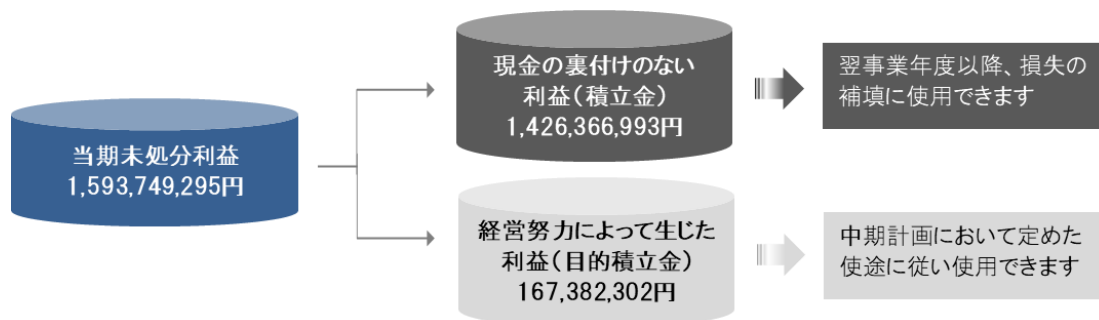 当期未処分利益
1,593,749,295円
現金の裏付けのない
利益(積立金)
1,426,366,993円
翌事業年度以降、損失の
補填に使用できます
経営努力によって生じた
利益(目的積立金)
167,382,302円
中期計画において定めた
使途に従い使用できます